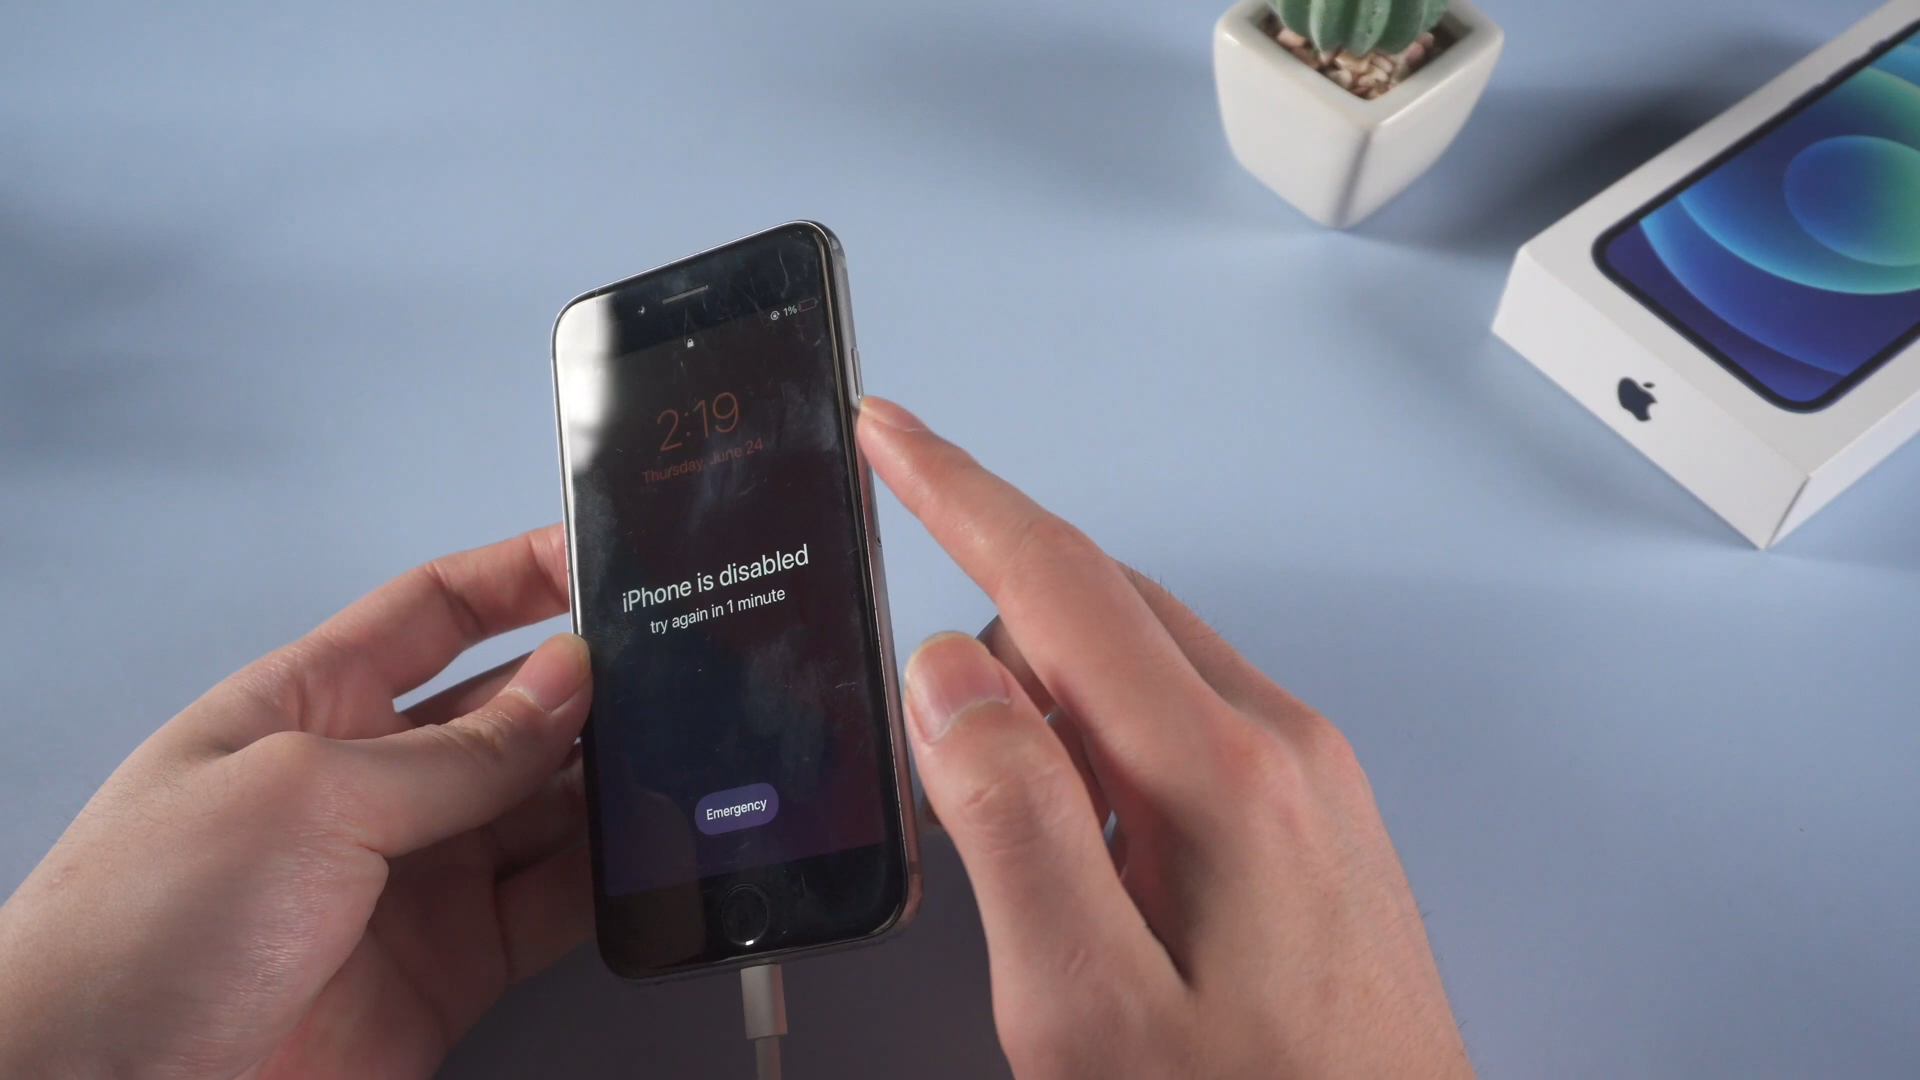 1%
2:19
Thursday, June 24
iPhone is disabled
try again in 1 minute
Emergency